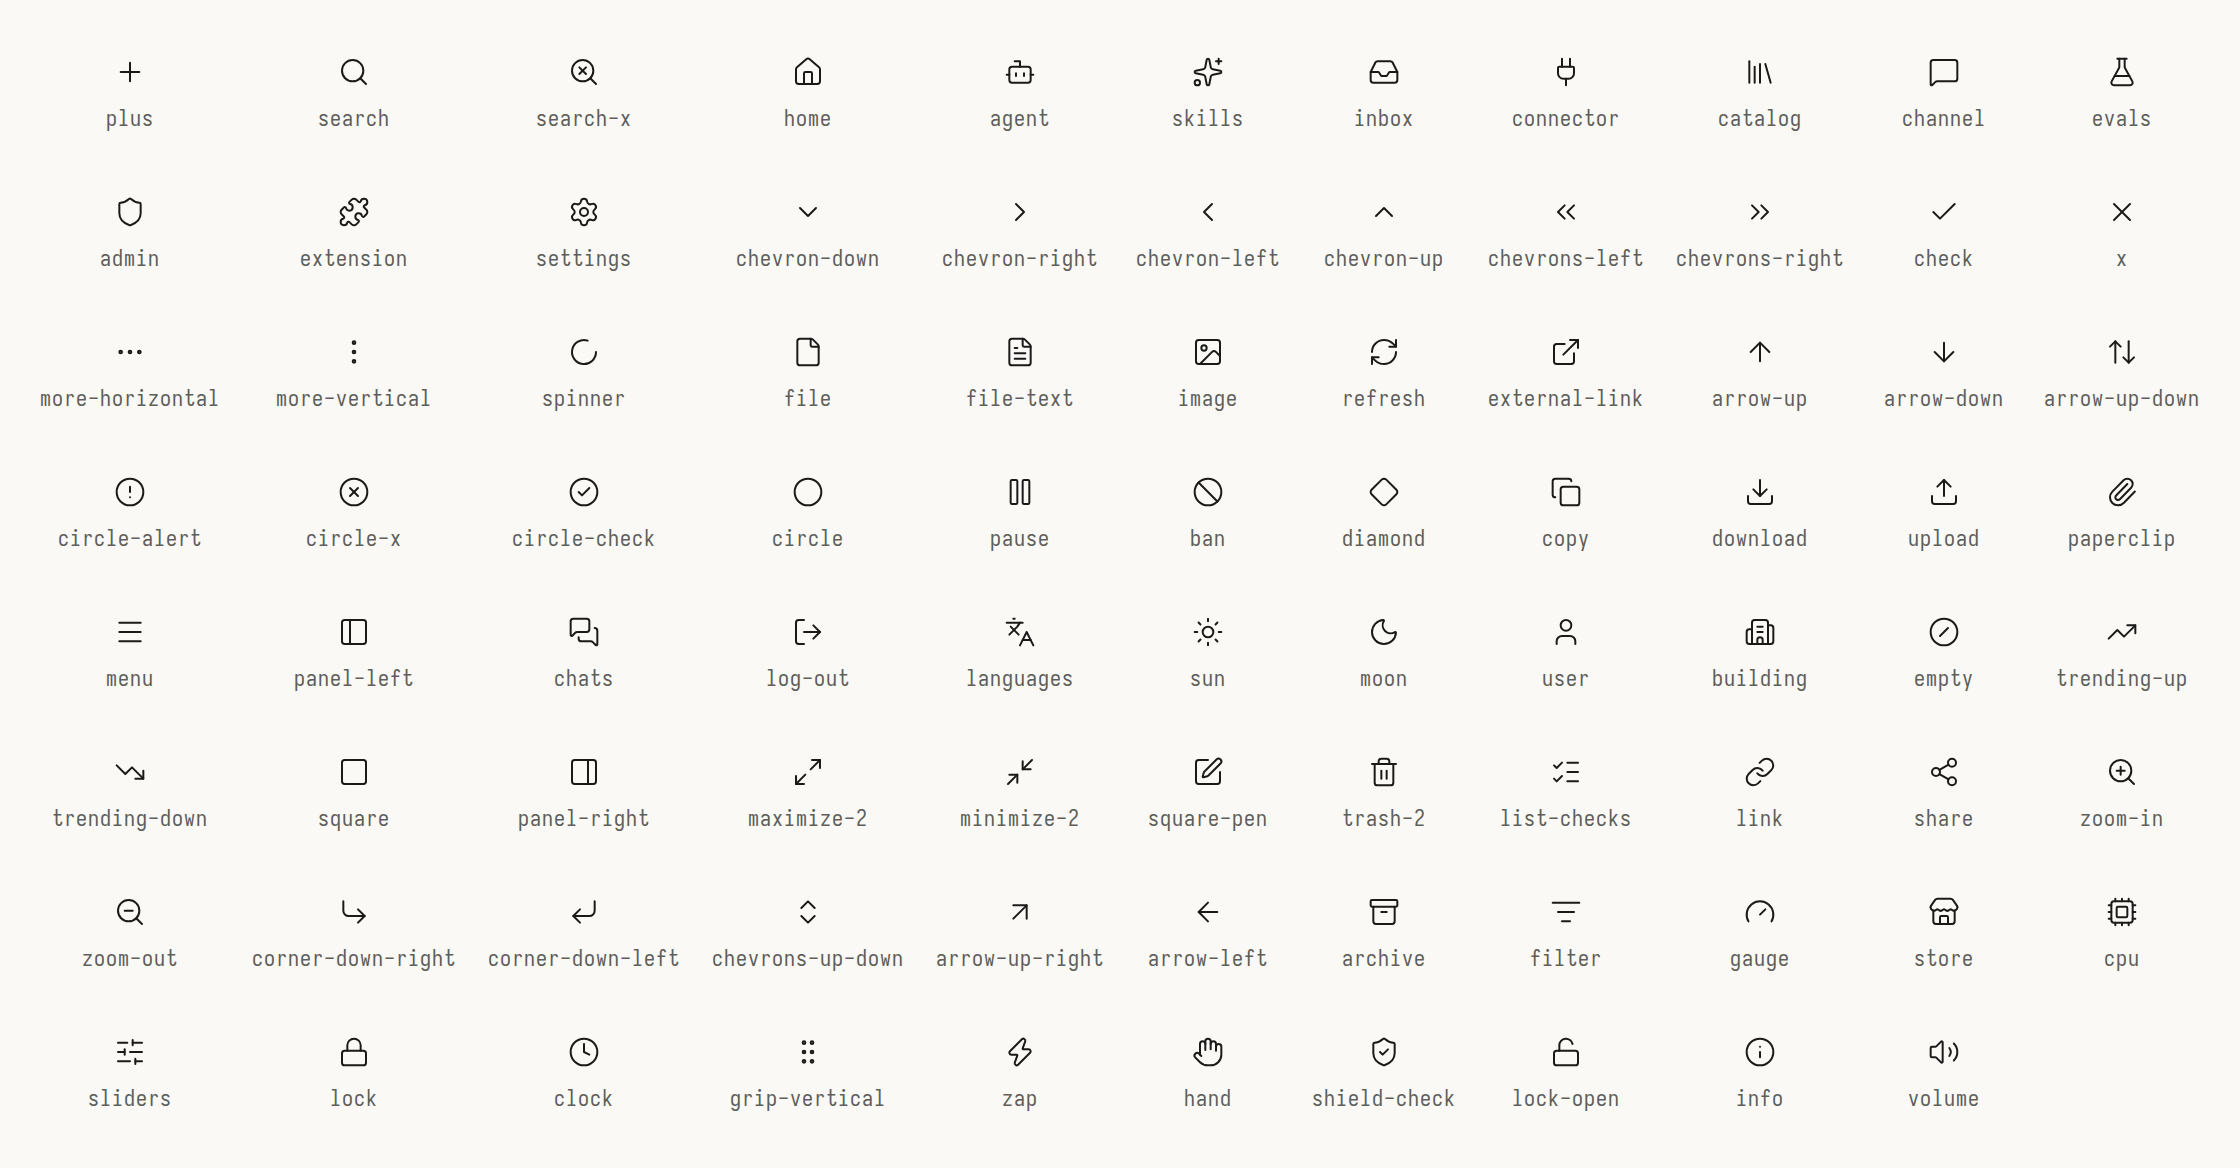 plus search search-x home agent skills inbox connector catalog channel evals
admin extension settings chevron-down chevron-right chevron-left chevron-up chevrons-left chevrons-right check x
more-horizontal more-vertical spinner file file-text image refresh external-link arrow-up arrow-down arrow-up-down
circle-alert circle-x circle-check circle pause ban diamond copy download upload paperclip
menu panel-left chats log-out languages sun moon user building empty trending-up
trending-down square panel-right maximize-2 minimize-2 square-pen trash-2 list-checks link share zoom-in
zoom-out corner-down-right corner-down-left chevrons-up-down arrow-up-right arrow-left archive filter gauge store cpu
sliders lock clock grip-vertical zap hand shield-check lock-open info volume